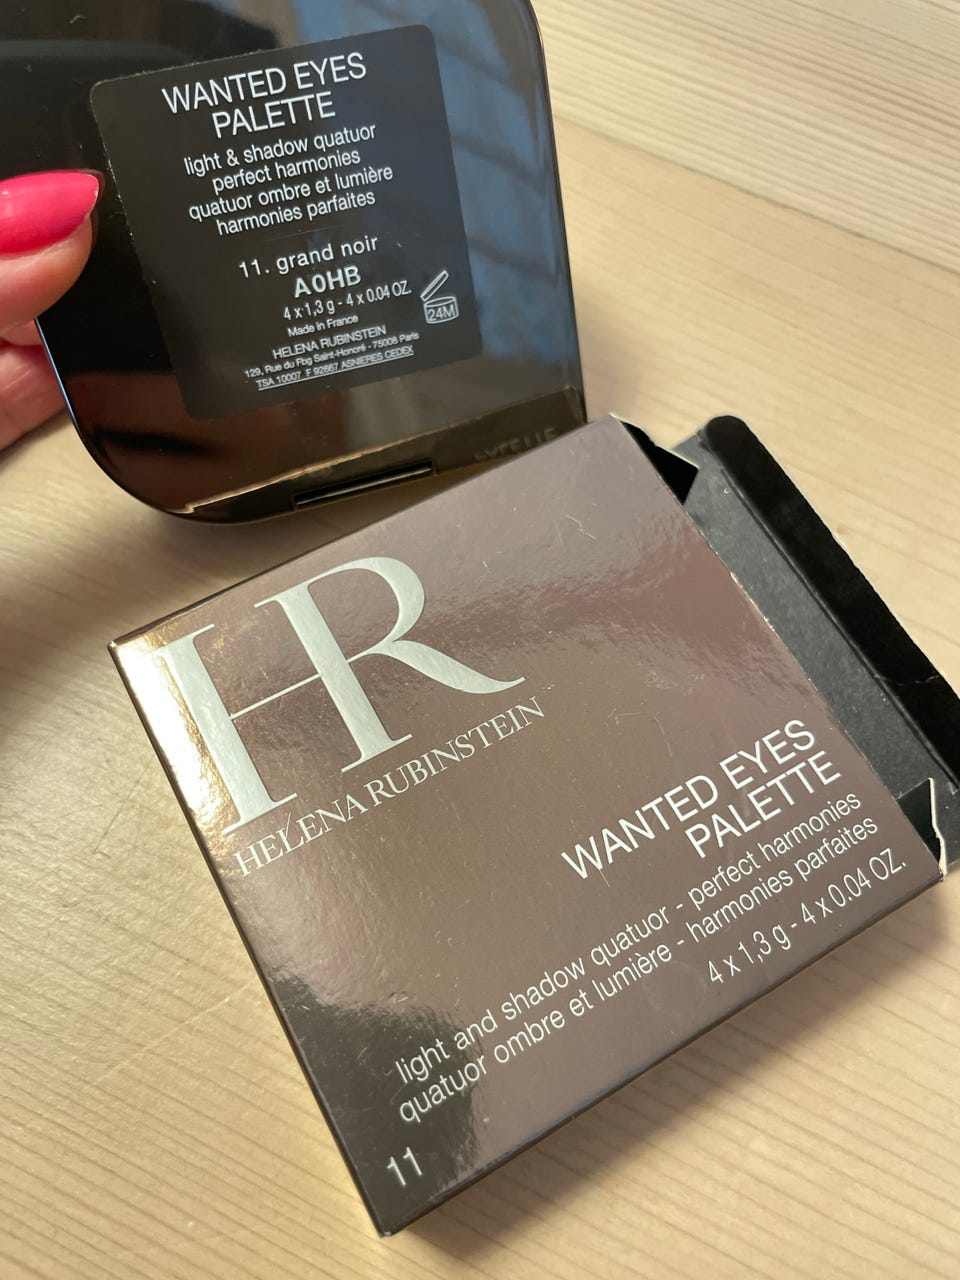 WANTED EYES
PALETTE
light & shadow quatuor
perfect harmonies
quatuor ombre et lumière
harmonies parfaites
11. grand noir
A0HB
4 x 1,3 g - 4 x 0.04 OZ.
Made in France
24M
HELENA RUBINSTEIN
129, Rue du Fbg Saint-Honoré - 75008 Paris
TSA 10007 F 92667 ASNIERES CEDEX
HR
HELENA RUBINSTEIN
WANTED EYES
PALETTE
light and shadow quatuor - perfect harmonies
quatuor ombre et lumière - harmonies parfaites
4 x 1,3 g - 4 x 0.04 OZ.
11